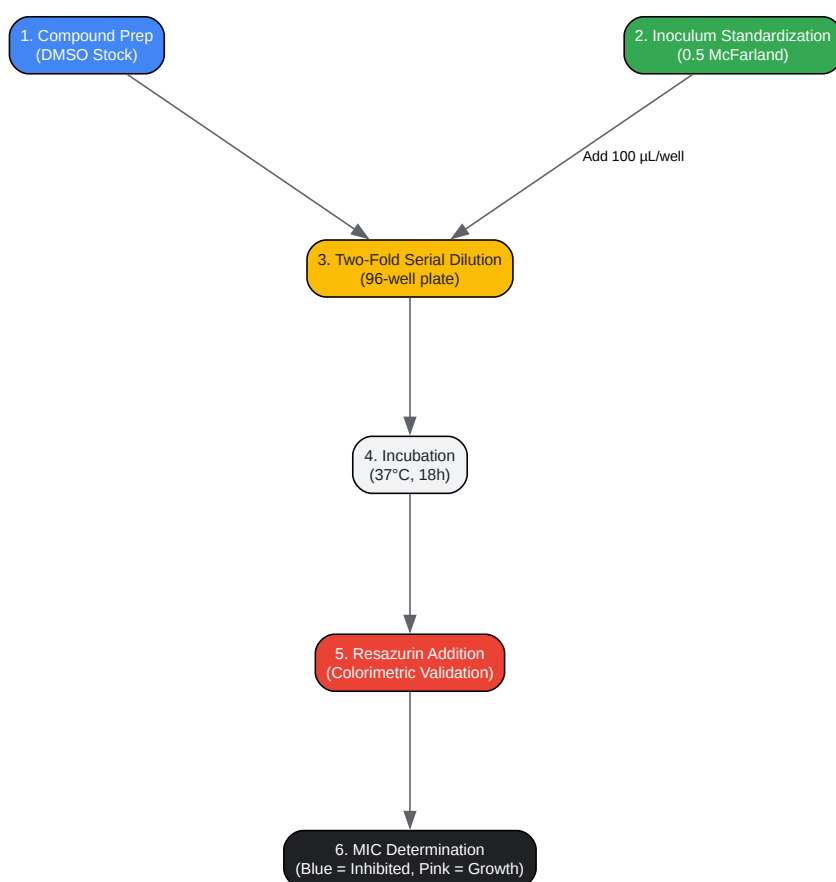 1. Compound Prep
(DMSO Stock)
2. Inoculum Standardization
(0.5 McFarland)
Add 100 µL/well
3. Two-Fold Serial Dilution
(96-well plate)
4. Incubation
(37°C, 18h)
5. Resazurin Addition
(Colorimetric Validation)
6. MIC Determination
(Blue = Inhibited, Pink = Growth)